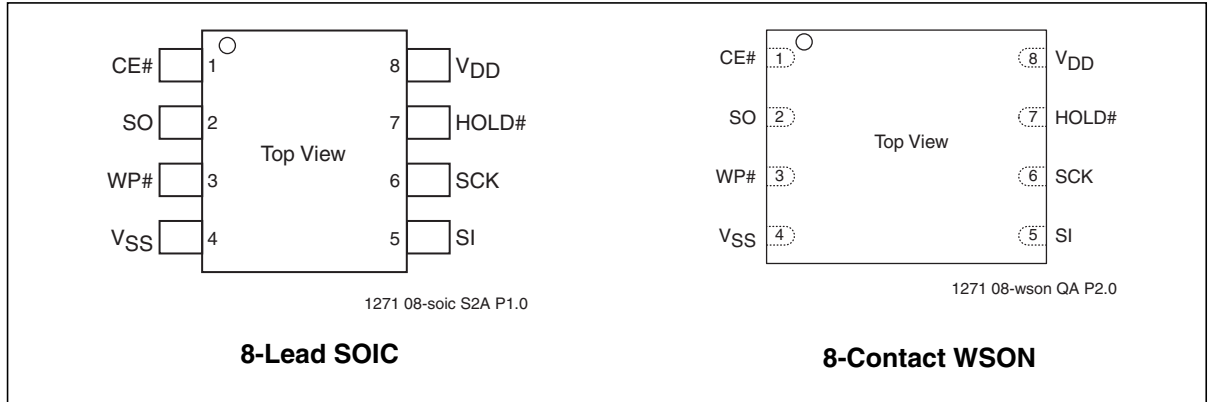 CE# 1 8 VDD
SO 2 7 HOLD#
Top View
WP# 3 6 SCK
VSS 4 5 SI
1271 08-soic S2A P1.0
8-Lead SOIC
CE# 1 8 VDD
SO 2 7 HOLD#
Top View
WP# 3 6 SCK
VSS 4 5 SI
1271 08-wson QA P2.0
8-Contact WSON